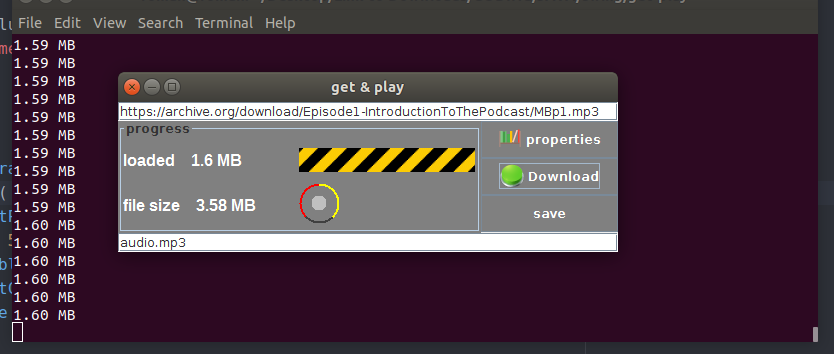 File Edit View Search Terminal Help
1.59 MB
1.59 MB
1.59 MB
1.59 MB
1.59 MB
1.59 MB
1.59 MB
1.59 MB
1.59 MB
1.59 MB
1.60 MB
1.60 MB
1.60 MB
1.60 MB
1.60 MB
1.60 MB
get & play
https://archive.org/download/Episode1-IntroductionToThePodcast/MBp1.mp3
progress
loaded 1.6 MB
file size 3.58 MB
properties
Download
save
audio.mp3